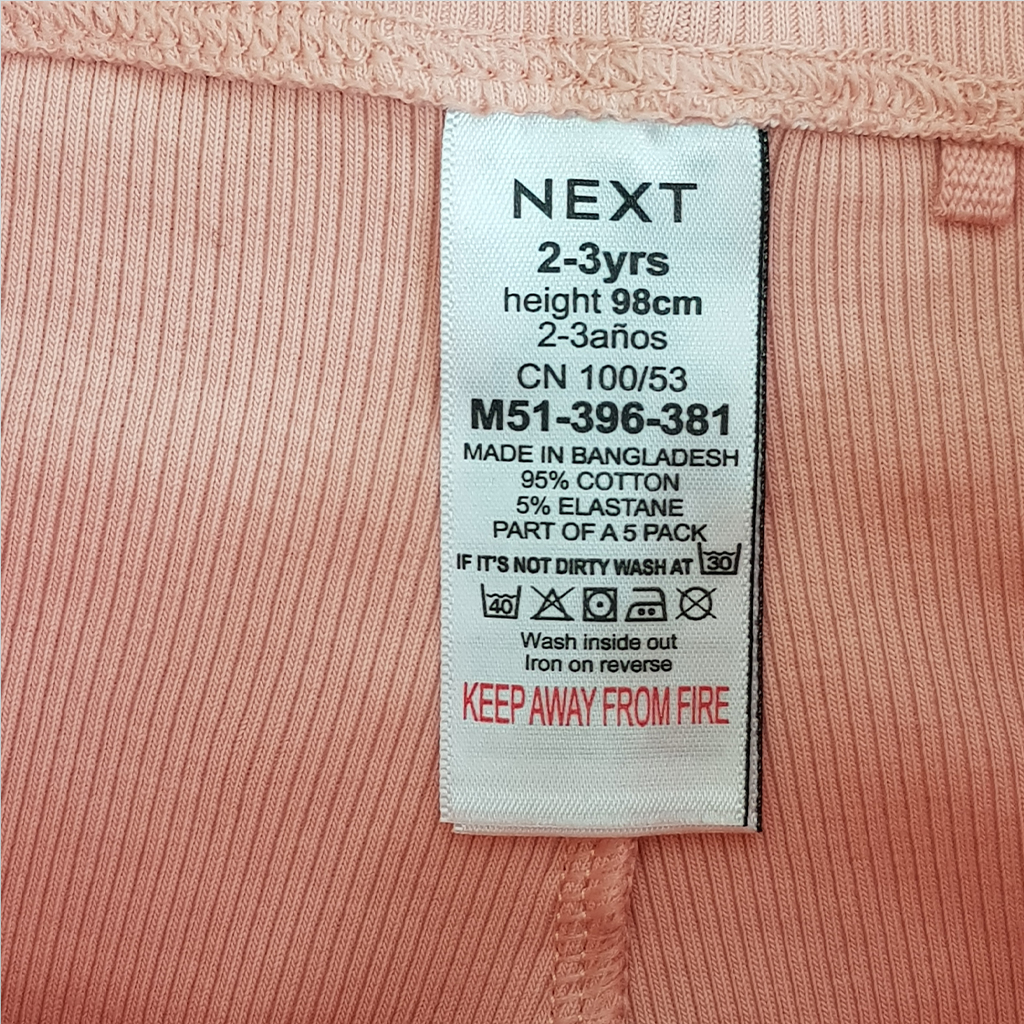 NEXT
2-3yrs
height 98cm
2-3años
CN 100/53
M51-396-381
MADE IN BANGLADESH
95% COTTON
5% ELASTANE
PART OF A 5 PACK
IF IT'S NOT DIRTY WASH AT 30
40
Wash inside out
Iron on reverse
KEEP AWAY FROM FIRE